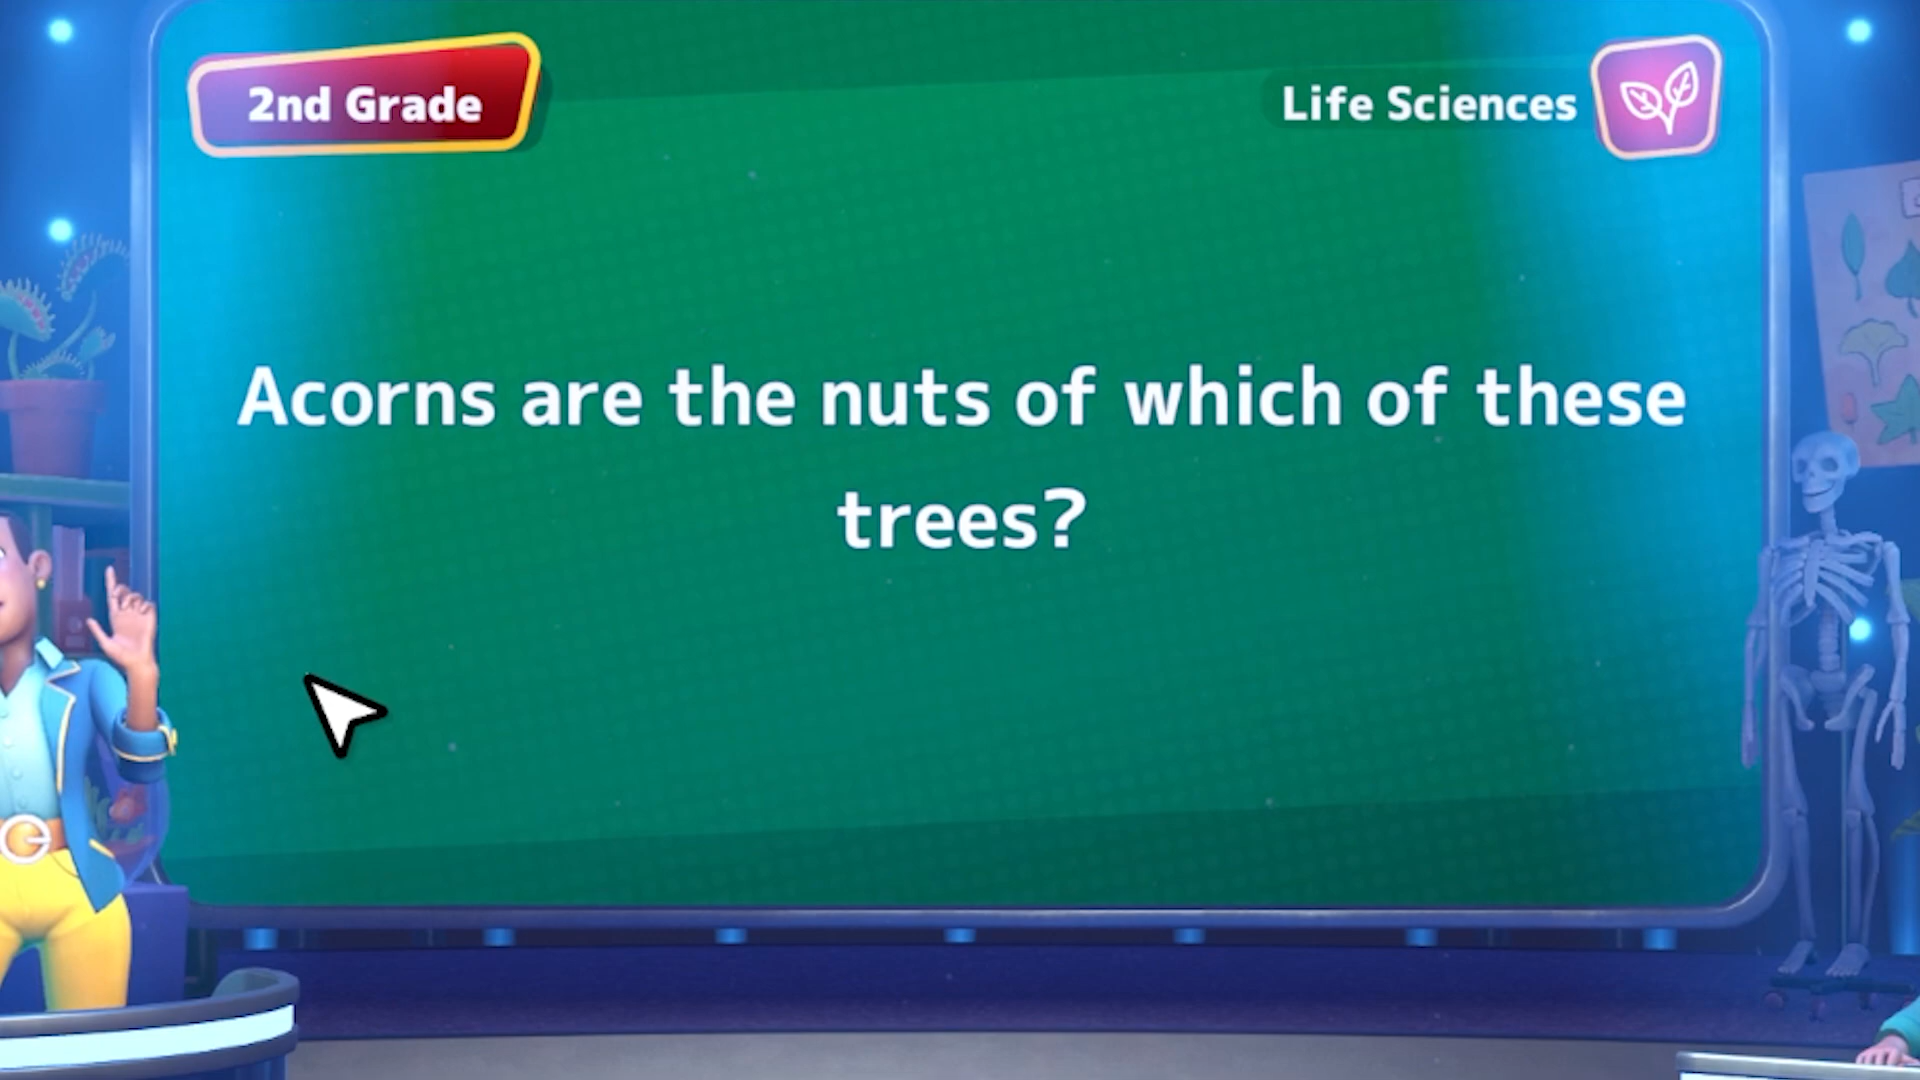 2nd Grade
Life Sciences
Acorns are the nuts of which of these
trees?